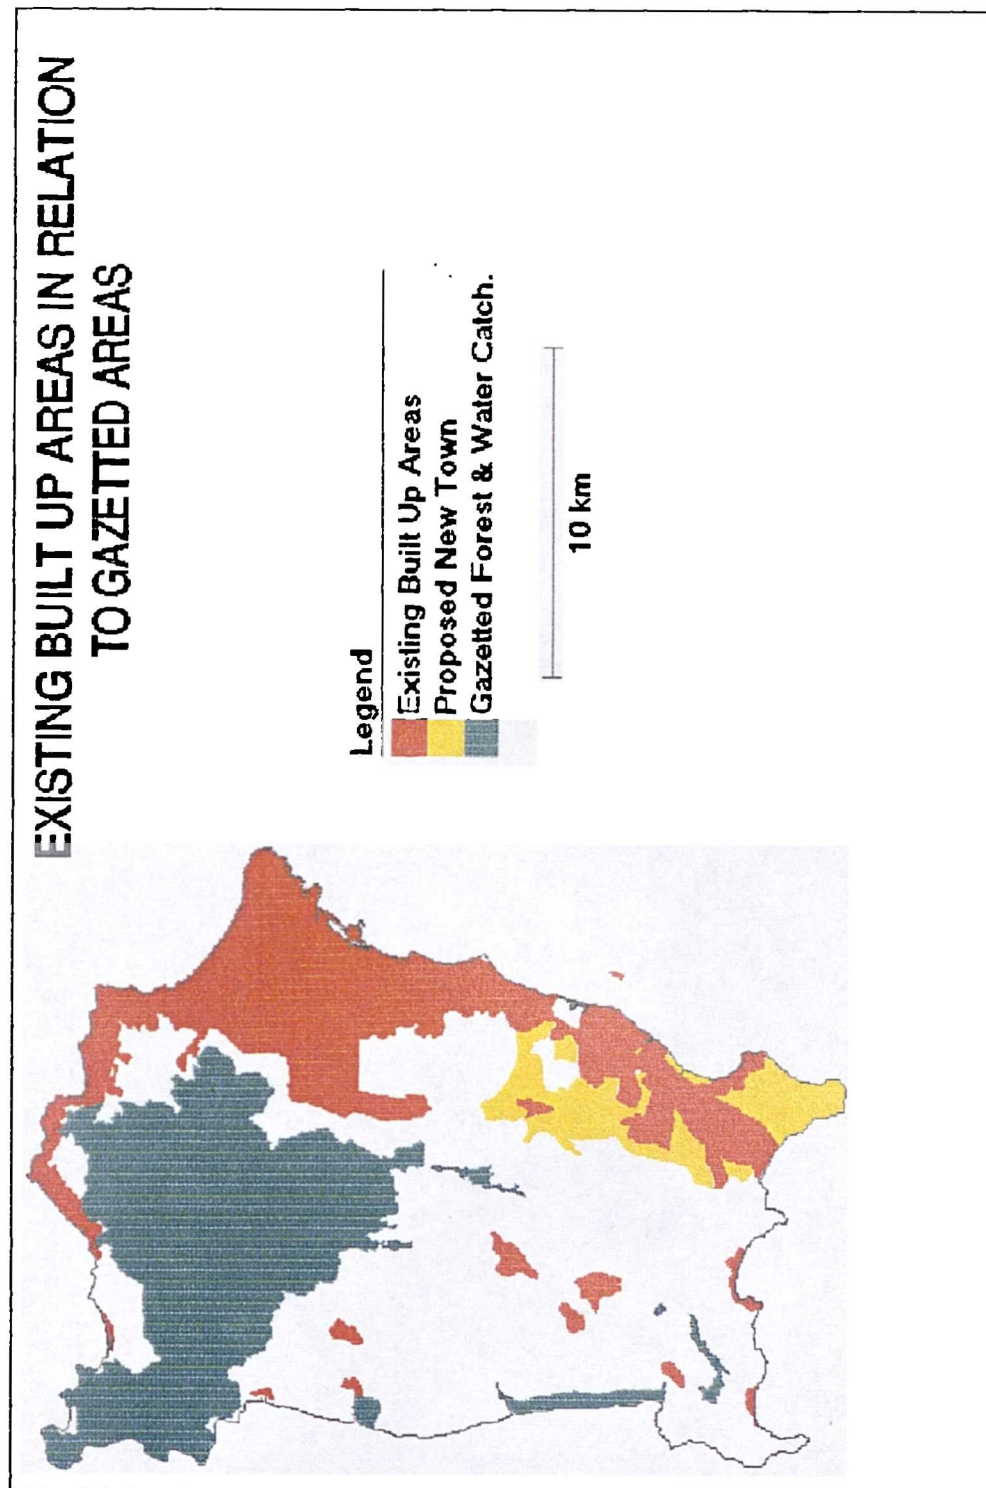 EXISTING BUILT UP AREAS IN RELATION
TO GAZETTED AREAS
Legend
Existing Built Up Areas
Proposed New Town
Gazetted Forest & Water Catch.
10 km